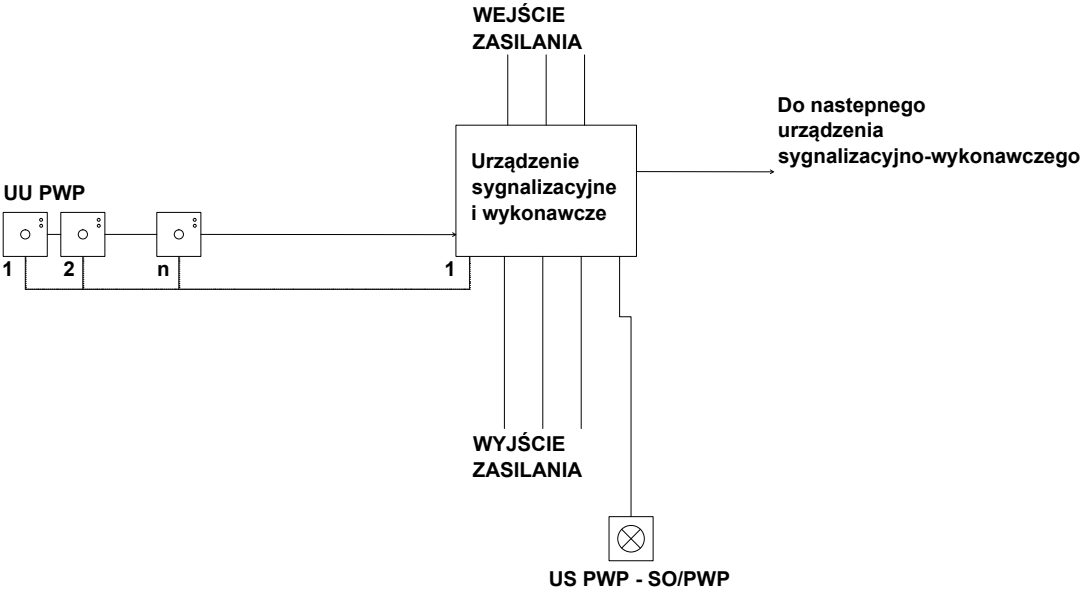 WEJŚCIE
ZASILANIA
Do nastepnego
urządzenia
sygnalizacyjno-wykonawczego
Urządzenie
sygnalizacyjne
i wykonawcze
UU PWP
1 2 n 1
WYJŚCIE
ZASILANIA
US PWP - SO/PWP